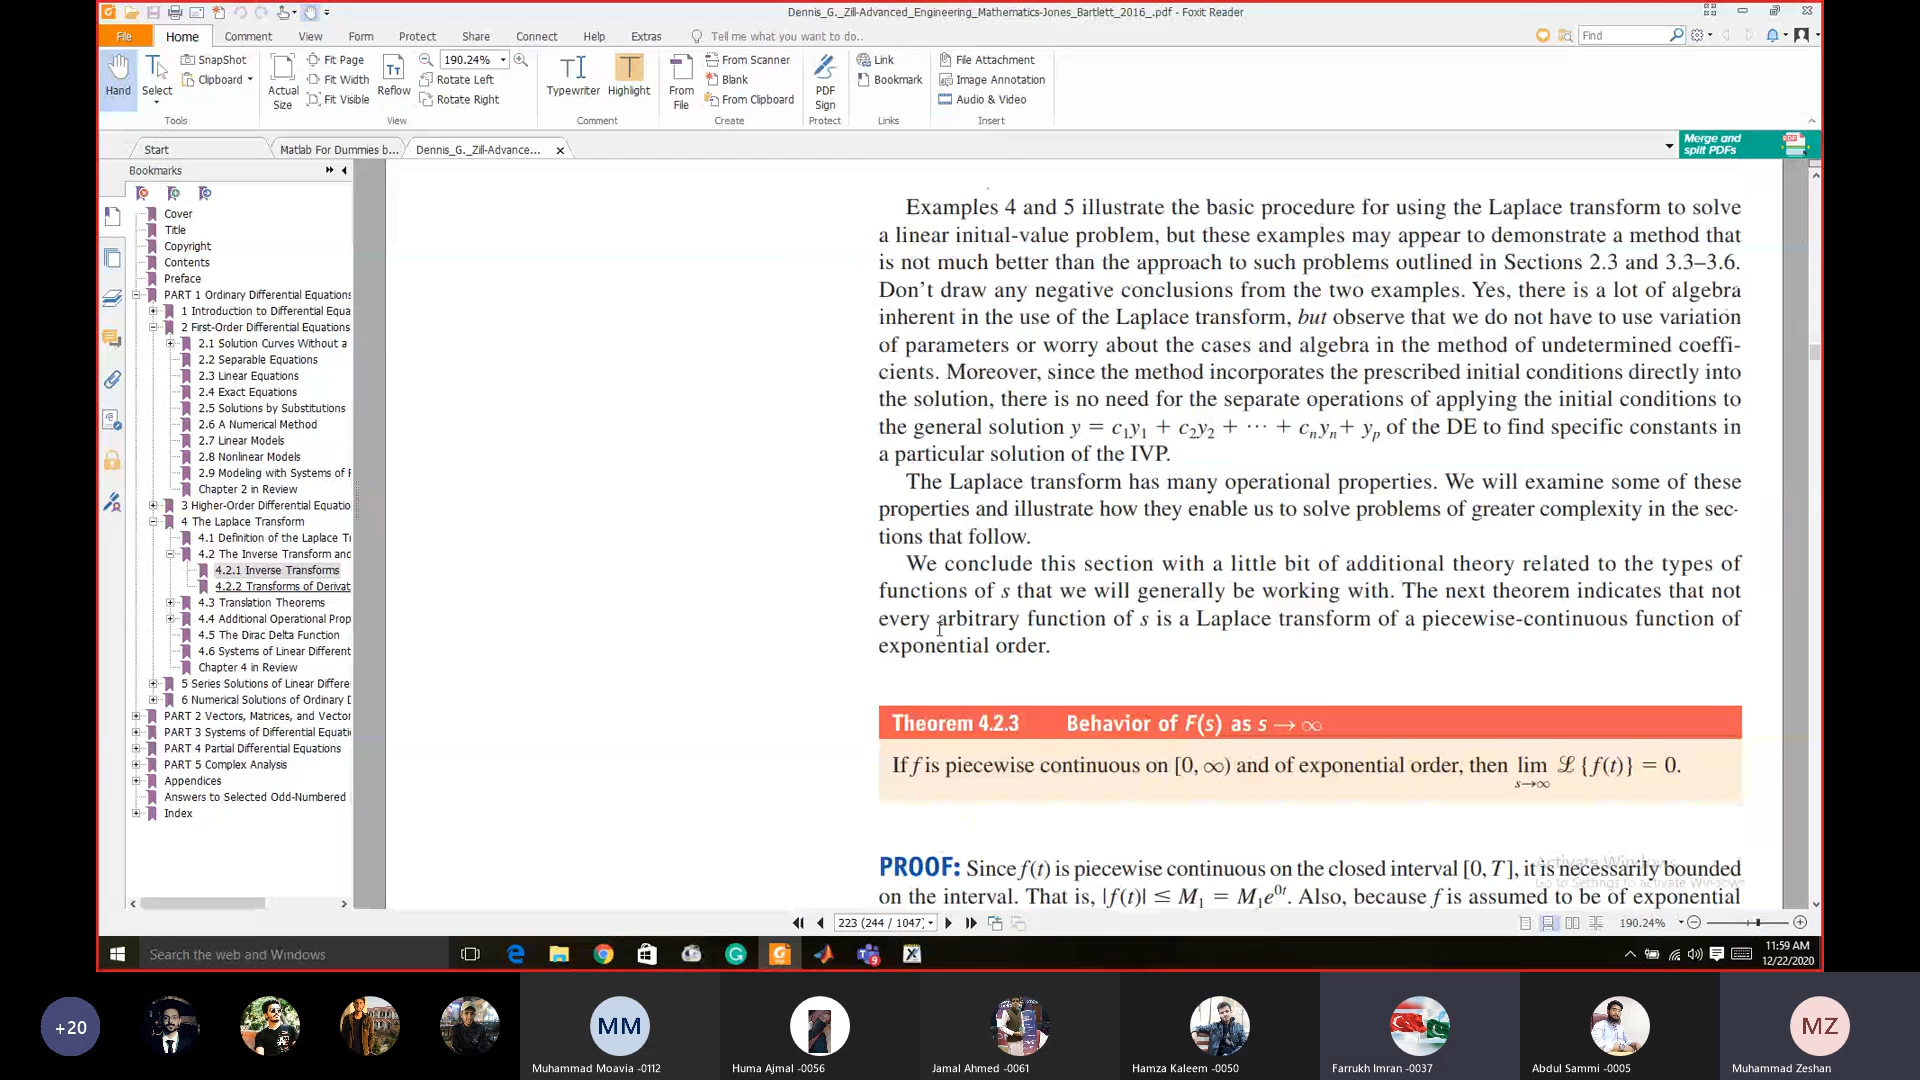 Dennis_G._Zill-Advanced_Engineering_Mathematics-Jones_Bartlett_2016_.pdf - Foxit Reader
File Home Comment View Form Protect Share Connect Help Extras Tell me what you want to do.. Find
Hand
Select
SnapShot
Clipboard
Tools
Actual Size
Fit Page
Fit Width
Fit Visible
Reflow
190.24%
Rotate Left
Rotate Right
View
Typewriter
Highlight
Comment
From File
From Scanner
Blank
From Clipboard
Create
PDF Sign
Protect
Link
Bookmark
Links
File Attachment
Image Annotation
Audio & Video
Insert
Start
Matlab For Dummies b...
Dennis_G._Zill-Advance...
Merge and split PDFs
Bookmarks
Cover
Title
Copyright
Contents
Preface
PART 1 Ordinary Differential Equations
1 Introduction to Differential Equa
2 First-Order Differential Equations
2.1 Solution Curves Without a
2.2 Separable Equations
2.3 Linear Equations
2.4 Exact Equations
2.5 Solutions by Substitutions
2.6 A Numerical Method
2.7 Linear Models
2.8 Nonlinear Models
2.9 Modeling with Systems of F
Chapter 2 in Review
3 Higher-Order Differential Equatio
4 The Laplace Transform
4.1 Definition of the Laplace Tr
4.2 The Inverse Transform and
4.2.1 Inverse Transforms
4.2.2 Transforms of Derivat
4.3 Translation Theorems
4.4 Additional Operational Prop
4.5 The Dirac Delta Function
4.6 Systems of Linear Different
Chapter 4 in Review
5 Series Solutions of Linear Differe
6 Numerical Solutions of Ordinary D
PART 2 Vectors, Matrices, and Vector
PART 3 Systems of Differential Equati
PART 4 Partial Differential Equations
PART 5 Complex Analysis
Appendices
Answers to Selected Odd-Numbered
Index
Examples 4 and 5 illustrate the basic procedure for using the Laplace transform to solve
a linear initial-value problem, but these examples may appear to demonstrate a method that
is not much better than the approach to such problems outlined in Sections 2.3 and 3.3–3.6.
Don't draw any negative conclusions from the two examples. Yes, there is a lot of algebra
inherent in the use of the Laplace transform, but observe that we do not have to use variation
of parameters or worry about the cases and algebra in the method of undetermined coeffi-
cients. Moreover, since the method incorporates the prescribed initial conditions directly into
the solution, there is no need for the separate operations of applying the initial conditions to
the general solution y = c₁y₁ + c₂y₂ + ··· + cₙyₙ + yₚ of the DE to find specific constants in
a particular solution of the IVP.
The Laplace transform has many operational properties. We will examine some of these
properties and illustrate how they enable us to solve problems of greater complexity in the sec-
tions that follow.
We conclude this section with a little bit of additional theory related to the types of
functions of s that we will generally be working with. The next theorem indicates that not
every arbitrary function of s is a Laplace transform of a piecewise-continuous function of
exponential order.
Theorem 4.2.3 Behavior of F(s) as s → ∞
If f is piecewise continuous on [0, ∞) and of exponential order, then lim s→∞ ℒ{f(t)} = 0.
PROOF: Since f(t) is piecewise continuous on the closed interval [0, T], it is necessarily bounded
on the interval. That is, |f(t)| ≤ M₁ = M₁e⁰ᵗ. Also, because f is assumed to be of exponential
Activate Windows
Go to Settings to activate Windows
223 (244 / 1047)
190.24%
Search the web and Windows
9
11:59 AM
12/22/2020
+20
MM
MZ
Muhammad Moavia -0112
Huma Ajmal -0056
Jamal Ahmed -0061
Hamza Kaleem -0050
Farrukh Imran -0037
Abdul Sammi -0005
Muhammad Zeshan